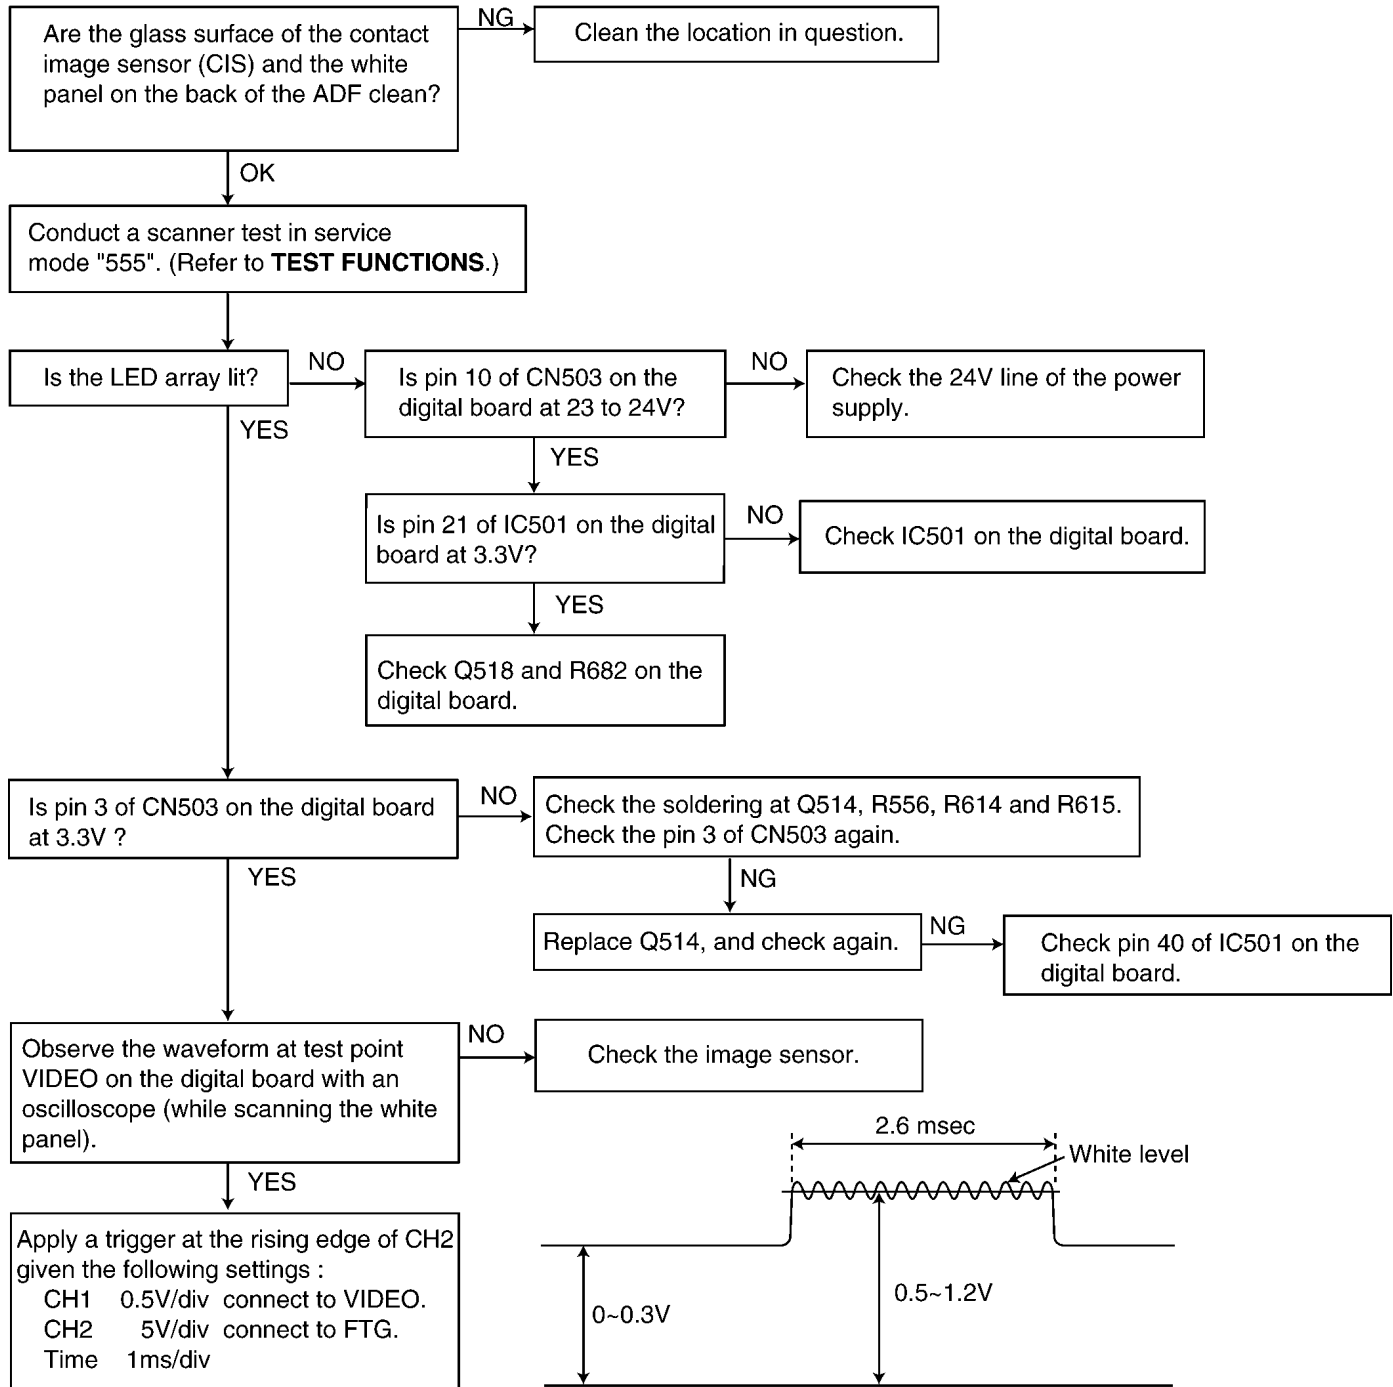 Are the glass surface of the contact
image sensor (CIS) and the white
panel on the back of the ADF clean?
NG
Clean the location in question.
OK
Conduct a scanner test in service
mode "555". (Refer to TEST FUNCTIONS.)
Is the LED array lit?
NO
Is pin 10 of CN503 on the
digital board at 23 to 24V?
NO
Check the 24V line of the power
supply.
YES
YES
Is pin 21 of IC501 on the digital
board at 3.3V?
NO
Check IC501 on the digital board.
YES
Check Q518 and R682 on the
digital board.
Is pin 3 of CN503 on the digital board
at 3.3V ?
NO
Check the soldering at Q514, R556, R614 and R615.
Check the pin 3 of CN503 again.
YES
NG
Replace Q514, and check again.
NG
Check pin 40 of IC501 on the
digital board.
Observe the waveform at test point
VIDEO on the digital board with an
oscilloscope (while scanning the white
panel).
NO
Check the image sensor.
YES
Apply a trigger at the rising edge of CH2
given the following settings :
CH1 0.5V/div connect to VIDEO.
CH2 5V/div connect to FTG.
Time 1ms/div
2.6 msec
White level
0~0.3V
0.5~1.2V